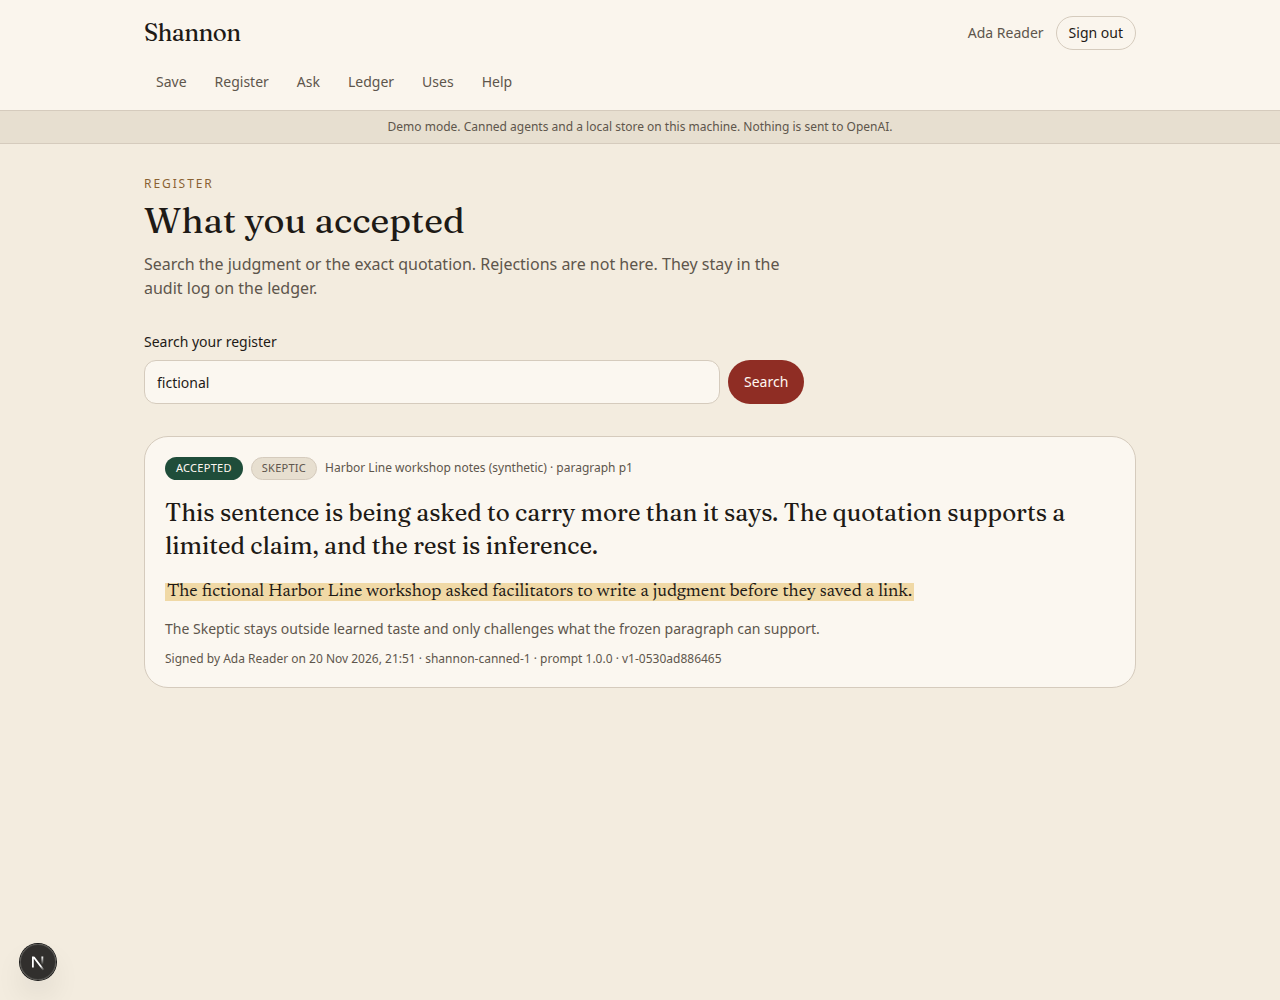 Shannon
Ada Reader
Sign out
Save
Register
Ask
Ledger
Uses
Help
Demo mode. Canned agents and a local store on this machine. Nothing is sent to OpenAI.
REGISTER
What you accepted
Search the judgment or the exact quotation. Rejections are not here. They stay in the
audit log on the ledger.
Search your register
fictional
Search
ACCEPTED
SKEPTIC
Harbor Line workshop notes (synthetic) · paragraph p1
This sentence is being asked to carry more than it says. The quotation supports a
limited claim, and the rest is inference.
The fictional Harbor Line workshop asked facilitators to write a judgment before they saved a link.
The Skeptic stays outside learned taste and only challenges what the frozen paragraph can support.
Signed by Ada Reader on 20 Nov 2026, 21:51 · shannon-canned-1 · prompt 1.0.0 · v1-0530ad886465
N